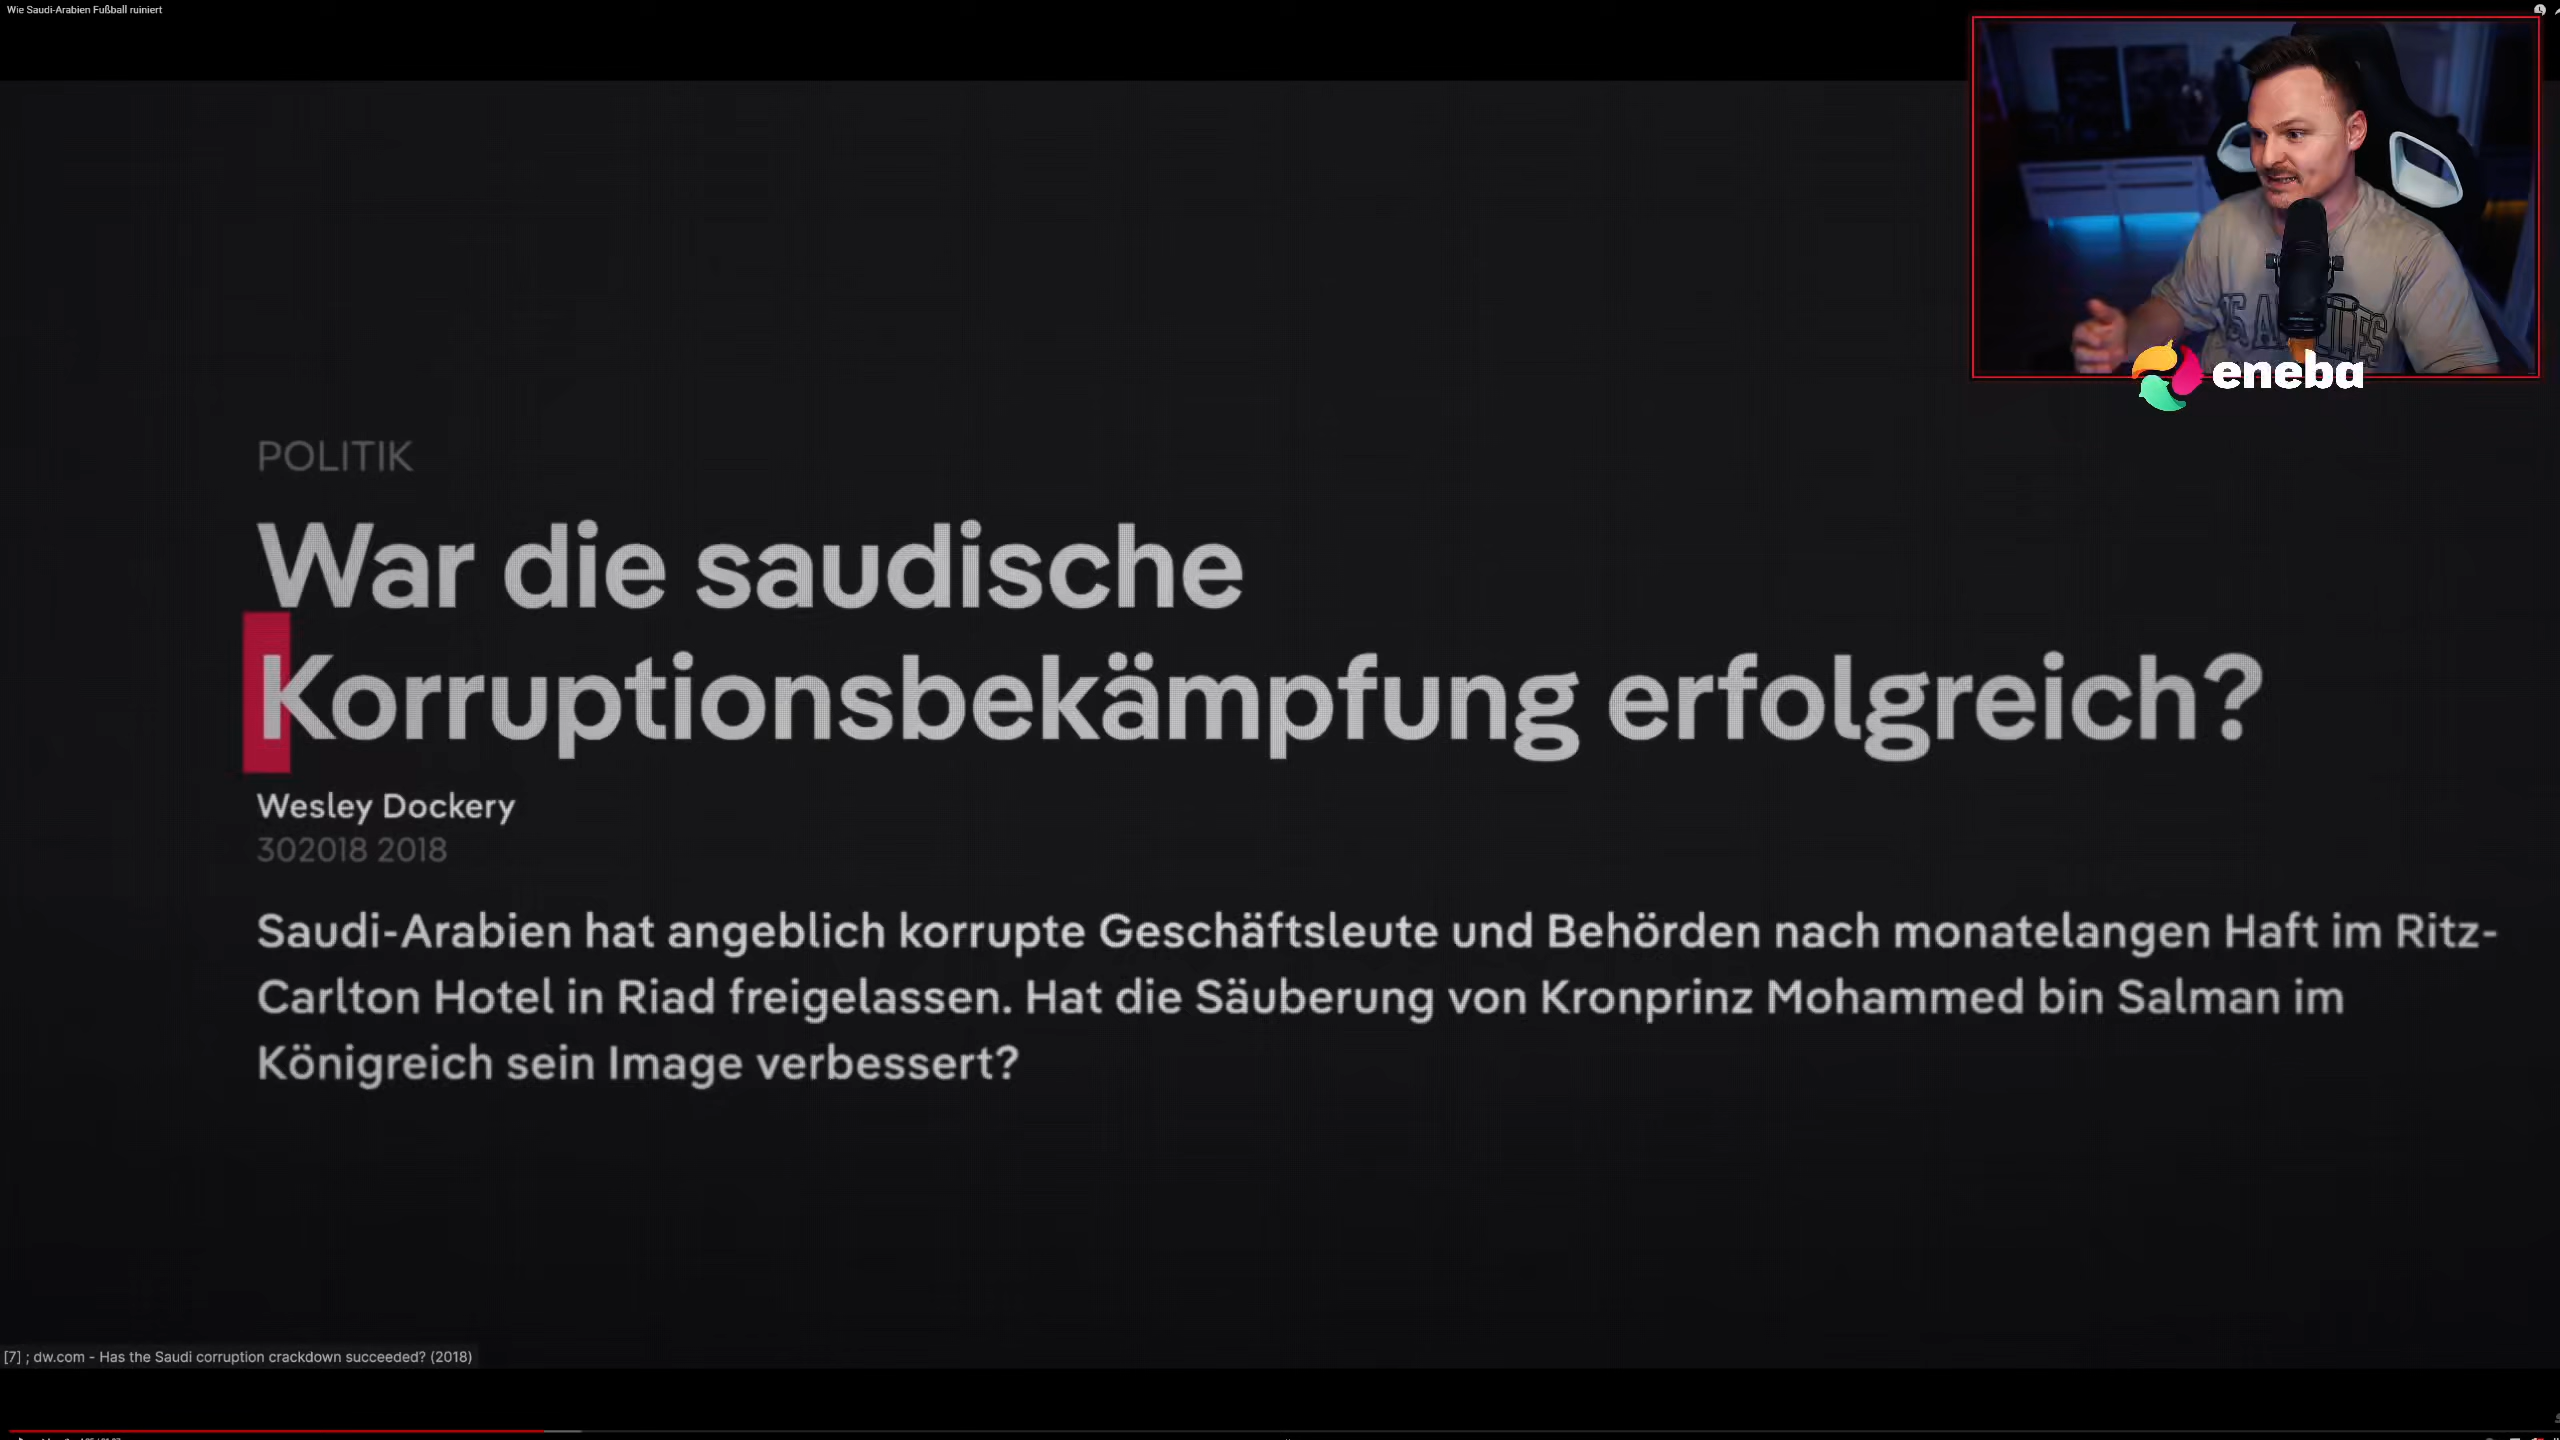 Wie Saudi-Arabien Fußball ruiniert
eneba
POLITIK
War die saudische
Korruptionsbekämpfung erfolgreich?
Wesley Dockery
302018 2018
Saudi-Arabien hat angeblich korrupte Geschäftsleute und Behörden nach monatelangen Haft im Ritz-
Carlton Hotel in Riad freigelassen. Hat die Säuberung von Kronprinz Mohammed bin Salman im
Königreich sein Image verbessert?
[7] ; dw.com - Has the Saudi corruption crackdown succeeded? (2018)